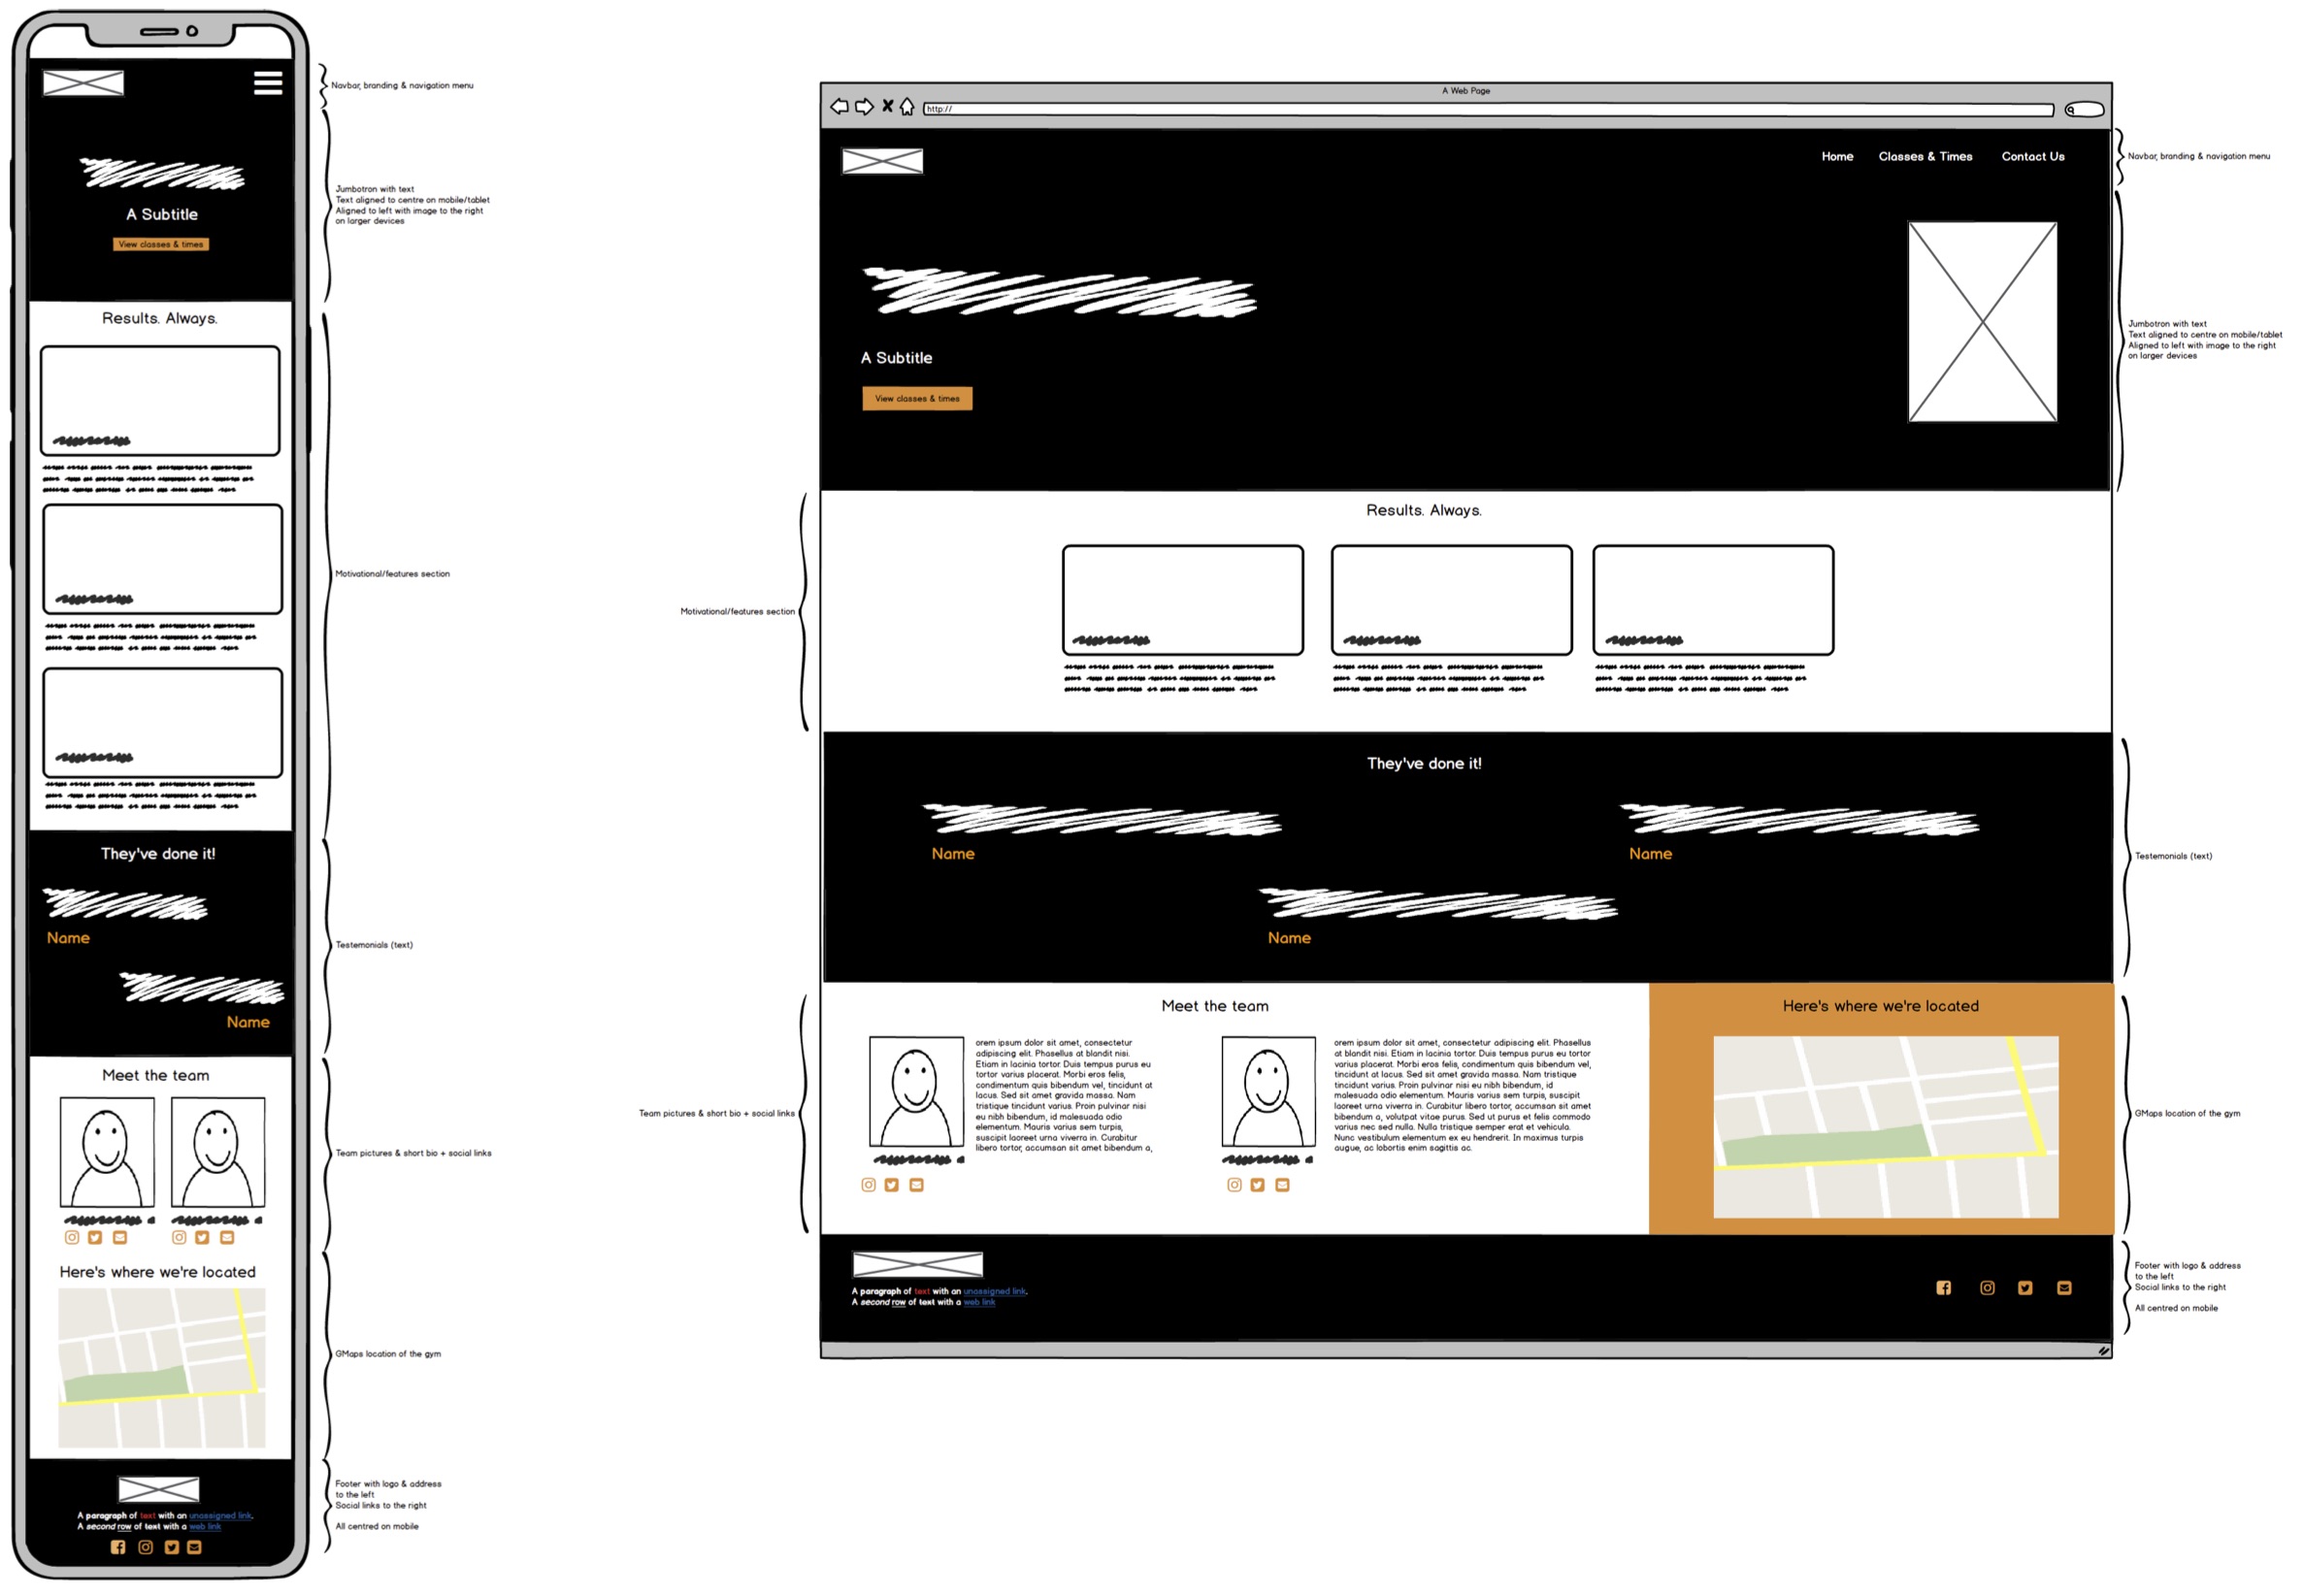 Navbar, branding & navigation menu
A Subtitle
View classes & times
Jumbotron with text
Text aligned to centre on mobile/tablet
Aligned to left with image to the right
on larger devices
Results. Always.
Motivational/features section
They've done it!
Name
Name
Testemonials (text)
Meet the team
Team pictures & short bio + social links
Here's where we're located
GMaps location of the gym
A paragraph of text with an unassigned link.
A second row of text with a web link
Footer with logo & address
to the left
Social links to the right
All centred on mobile
A Web Page
http://
Home Classes & Times Contact Us
Navbar, branding & navigation menu
A Subtitle
View classes & times
Jumbotron with text
Text aligned to centre on mobile/tablet
Aligned to left with image to the right
on larger devices
Results. Always.
Motivational/features section
They've done it!
Name
Name
Name
Testemonials (text)
Meet the team
orem ipsum dolor sit amet, consectetur
adipiscing elit. Phasellus at blandit nisi.
Etiam in lacinia tortor. Duis tempus purus eu
tortor varius placerat. Morbi eros felis,
condimentum quis bibendum vel, tincidunt at
lacus. Sed sit amet gravida massa. Nam
tristique tincidunt varius. Proin pulvinar nisi
eu nibh bibendum, id malesuada odio
elementum. Mauris varius sem turpis,
suscipit laoreet urna viverra in. Curabitur
libero tortor, accumsan sit amet bibendum a,
orem ipsum dolor sit amet, consectetur adipiscing elit. Phasellus
at blandit nisi. Etiam in lacinia tortor. Duis tempus purus eu tortor
varius placerat. Morbi eros felis, condimentum quis bibendum vel,
tincidunt at lacus. Sed sit amet gravida massa. Nam tristique
tincidunt varius. Proin pulvinar nisi eu nibh bibendum, id
malesuada odio elementum. Mauris varius sem turpis, suscipit
laoreet urna viverra in. Curabitur libero tortor, accumsan sit amet
bibendum a, volutpat vitae purus. Sed ut purus et felis commodo
varius nec sed nulla. Nulla tristique semper erat et vehicula.
Nunc vestibulum elementum ex eu hendrerit. In maximus turpis
augue, ac lobortis enim sagittis ac.
Team pictures & short bio + social links
Here's where we're located
GMaps location of the gym
A paragraph of text with an unassigned link.
A second row of text with a web link
Footer with logo & address
to the left
Social links to the right
All centred on mobile